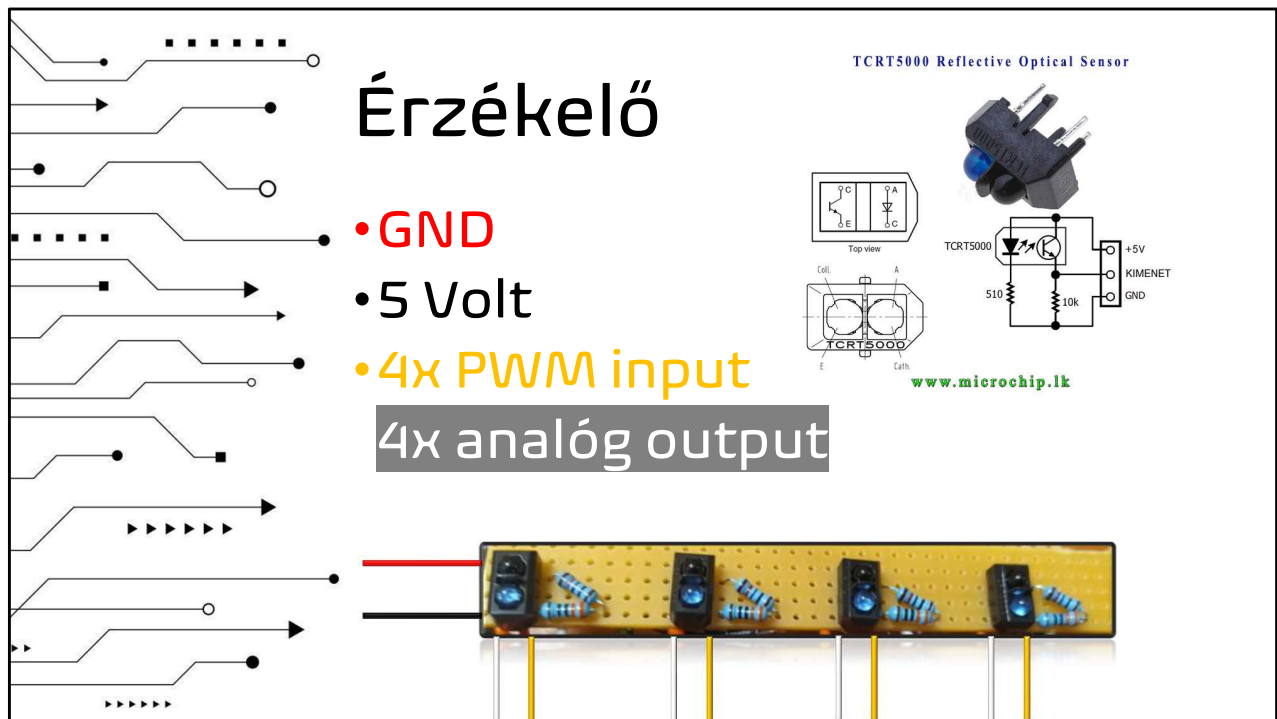 Érzékelő
•GND
•5 Volt
•4x PWM input
4x analóg output
TCRT5000 Reflective Optical Sensor
TCRT5000
C A
E C
Top view
Coll. A
TCRT5000
E Cath.
TCRT5000
+5V
KIMENET
GND
510
10k
www.microchip.lk